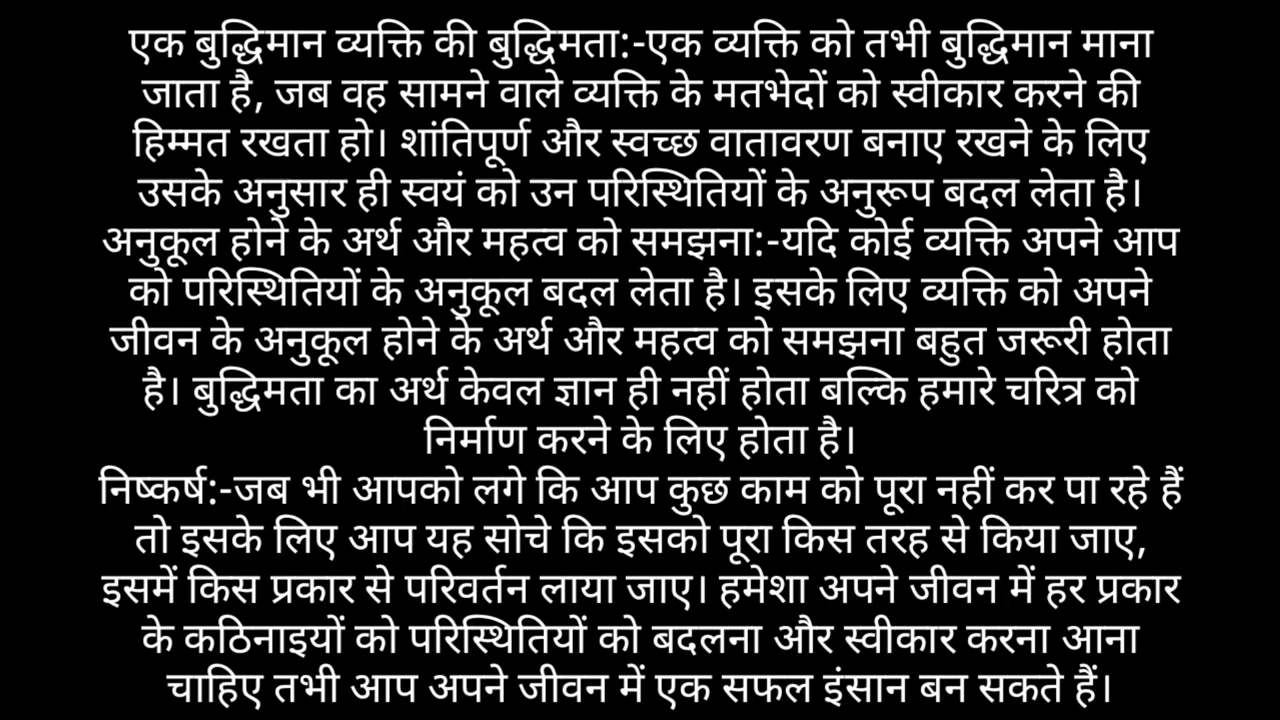 एक बुद्धिमान व्यक्ति की बुद्धिमता:-एक व्यक्ति को तभी बुद्धिमान माना
जाता है, जब वह सामने वाले व्यक्ति के मतभेदों को स्वीकार करने की
हिम्मत रखता हो। शांतिपूर्ण और स्वच्छ वातावरण बनाए रखने के लिए
उसके अनुसार ही स्वयं को उन परिस्थितियों के अनुरूप बदल लेता है।
अनुकूल होने के अर्थ और महत्व को समझना:-यदि कोई व्यक्ति अपने आप
को परिस्थितियों के अनुकूल बदल लेता है। इसके लिए व्यक्ति को अपने
जीवन के अनुकूल होने के अर्थ और महत्व को समझना बहुत जरूरी होता
है। बुद्धिमता का अर्थ केवल ज्ञान ही नहीं होता बल्कि हमारे चरित्र को
निर्माण करने के लिए होता है।
निष्कर्ष:-जब भी आपको लगे कि आप कुछ काम को पूरा नहीं कर पा रहे हैं
तो इसके लिए आप यह सोचे कि इसको पूरा किस तरह से किया जाए,
इसमें किस प्रकार से परिवर्तन लाया जाए। हमेशा अपने जीवन में हर प्रकार
के कठिनाइयों को परिस्थितियों को बदलना और स्वीकार करना आना
चाहिए तभी आप अपने जीवन में एक सफल इंसान बन सकते हैं।